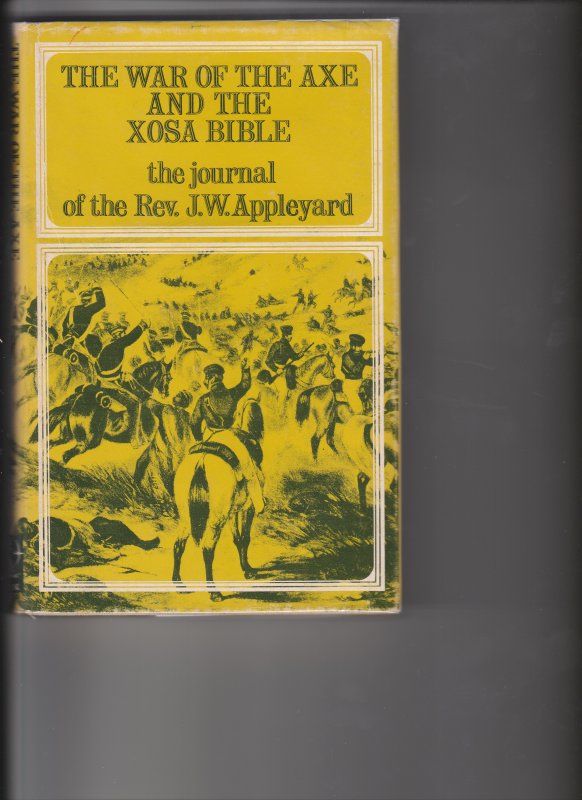 THE WAR OF THE AXE
AND THE
XOSA BIBLE
the journal
of the Rev. J.W. Appleyard